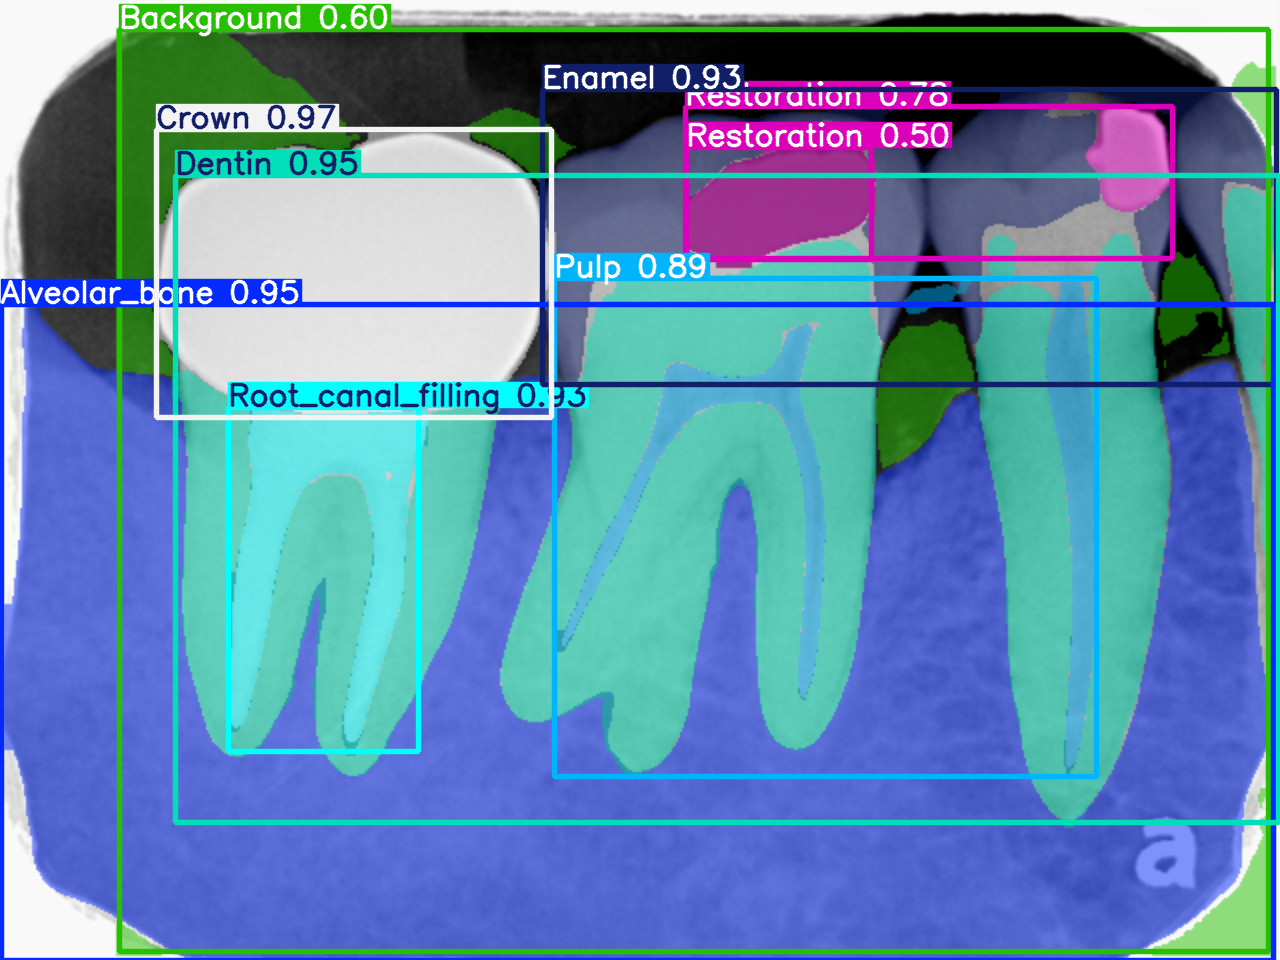 Background 0.60
Enamel 0.93
Restoration 0.78
Crown 0.97
Restoration 0.50
Dentin 0.95
Pulp 0.89
Alveolar_bone 0.95
Root_canal_filling 0.93
a